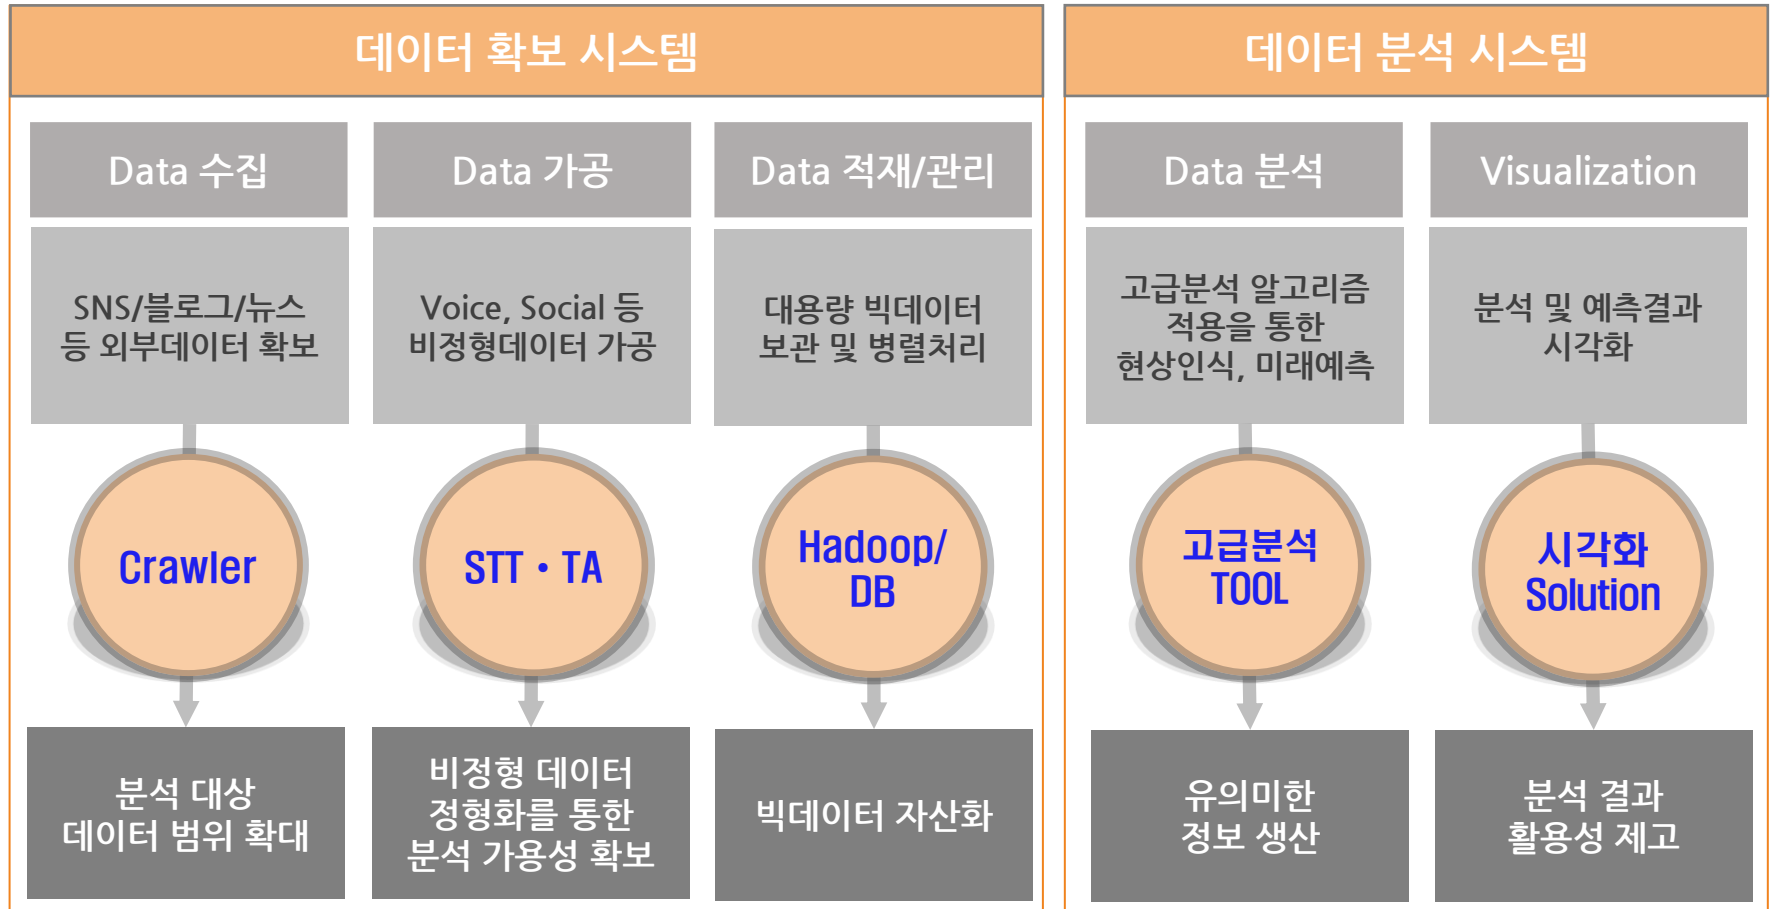 데이터 확보 시스템
데이터 분석 시스템
Data 수집
Data 가공
Data 적재/관리
Data 분석
Visualization
SNS/블로그/뉴스
등 외부데이터 확보
Voice, Social 등
비정형데이터 가공
대용량 빅데이터
보관 및 병렬처리
고급분석 알고리즘
적용을 통한
현상인식, 미래예측
분석 및 예측결과
시각화
Crawler
STT・TA
Hadoop/
DB
고급분석
TOOL
시각화
Solution
분석 대상
데이터 범위 확대
비정형 데이터
정형화를 통한
분석 가용성 확보
빅데이터 자산화
유의미한
정보 생산
분석 결과
활용성 제고